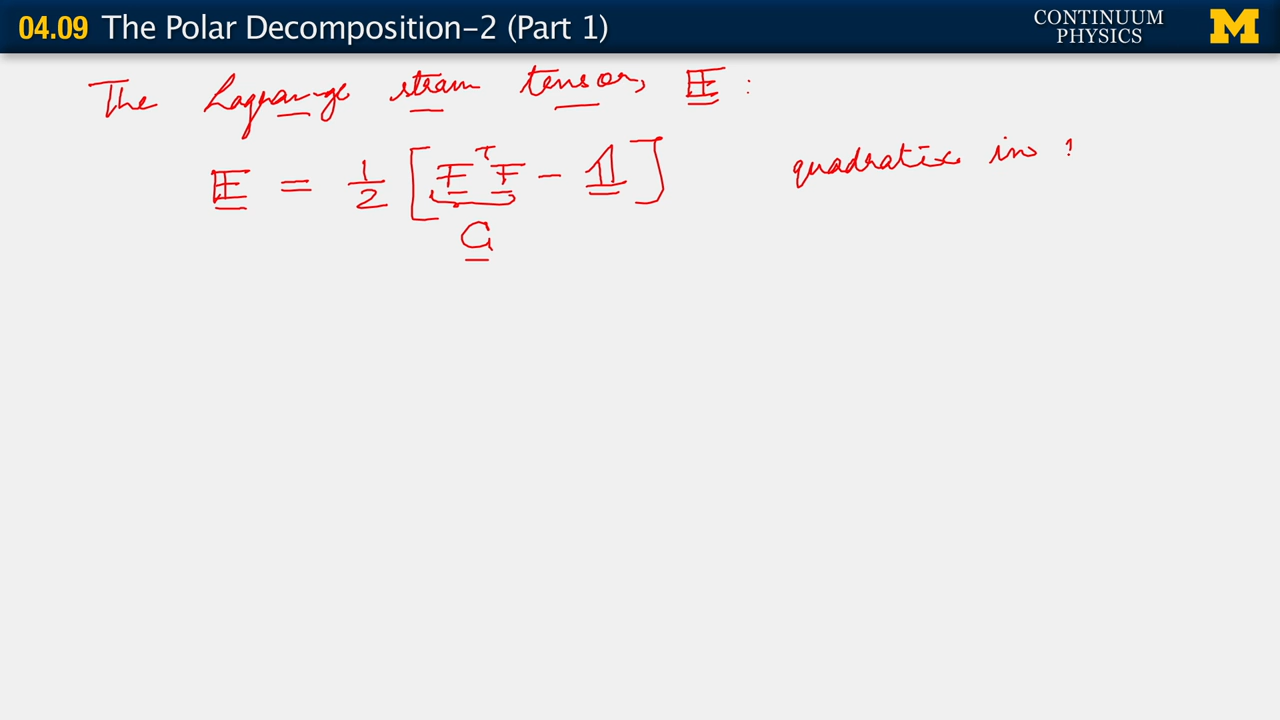 04.09 The Polar Decomposition–2 (Part 1)
CONTINUUM
PHYSICS
M
The Lagrange strain tensor, E :
E = 1/2 [FᵀF - 𝟙]
C
quadratic in